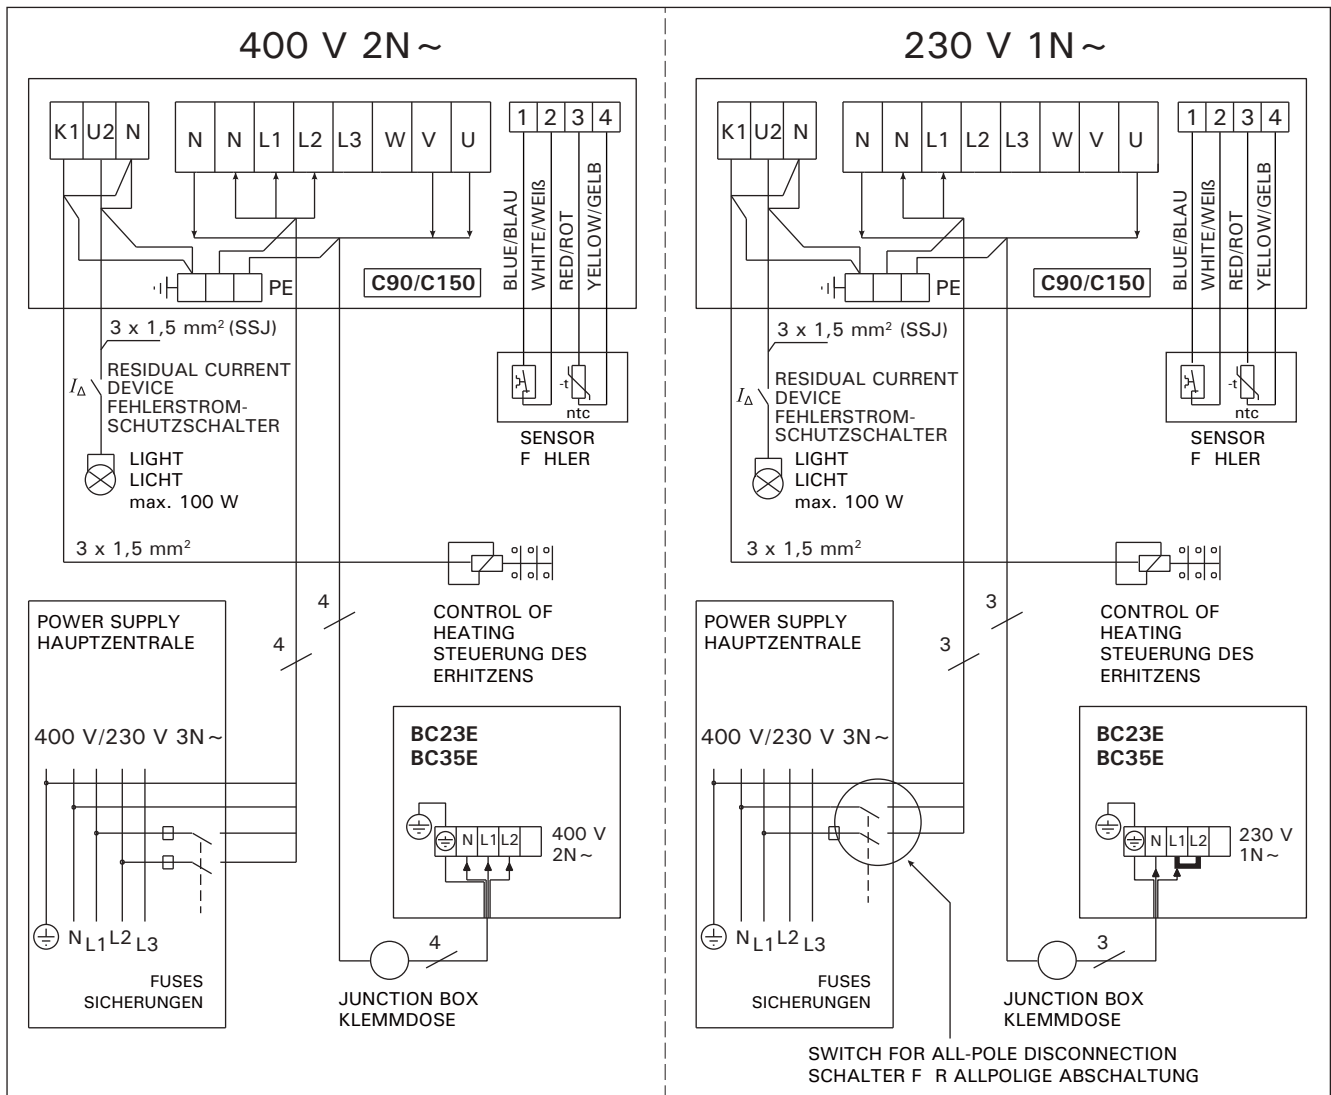 400 V 2N~
K1 U2 N
N N L1 L2 L3 W V U
1 2 3 4
BLUE/BLAU
WHITE/WEIß
RED/ROT
YELLOW/GELB
PE
C90/C150
3 x 1,5 mm² (SSJ)
I∆
RESIDUAL CURRENT
DEVICE
FEHLERSTROM-
SCHUTZSCHALTER
-t
ntc
SENSOR
F HLER
LIGHT
LICHT
max. 100 W
3 x 1,5 mm²
4
4
CONTROL OF
HEATING
STEUERUNG DES
ERHITZENS
POWER SUPPLY
HAUPTZENTRALE
400 V/230 V 3N~
N L1 L2 L3
FUSES
SICHERUNGEN
BC23E
BC35E
N L1 L2
400 V
2N~
4
JUNCTION BOX
KLEMMDOSE
230 V 1N~
K1 U2 N
N N L1 L2 L3 W V U
1 2 3 4
BLUE/BLAU
WHITE/WEIß
RED/ROT
YELLOW/GELB
PE
C90/C150
3 x 1,5 mm² (SSJ)
I∆
RESIDUAL CURRENT
DEVICE
FEHLERSTROM-
SCHUTZSCHALTER
-t
ntc
SENSOR
F HLER
LIGHT
LICHT
max. 100 W
3 x 1,5 mm²
3
3
CONTROL OF
HEATING
STEUERUNG DES
ERHITZENS
POWER SUPPLY
HAUPTZENTRALE
400 V/230 V 3N~
N L1 L2 L3
FUSES
SICHERUNGEN
BC23E
BC35E
N L1 L2
230 V
1N~
3
JUNCTION BOX
KLEMMDOSE
SWITCH FOR ALL-POLE DISCONNECTION
SCHALTER F R ALLPOLIGE ABSCHALTUNG